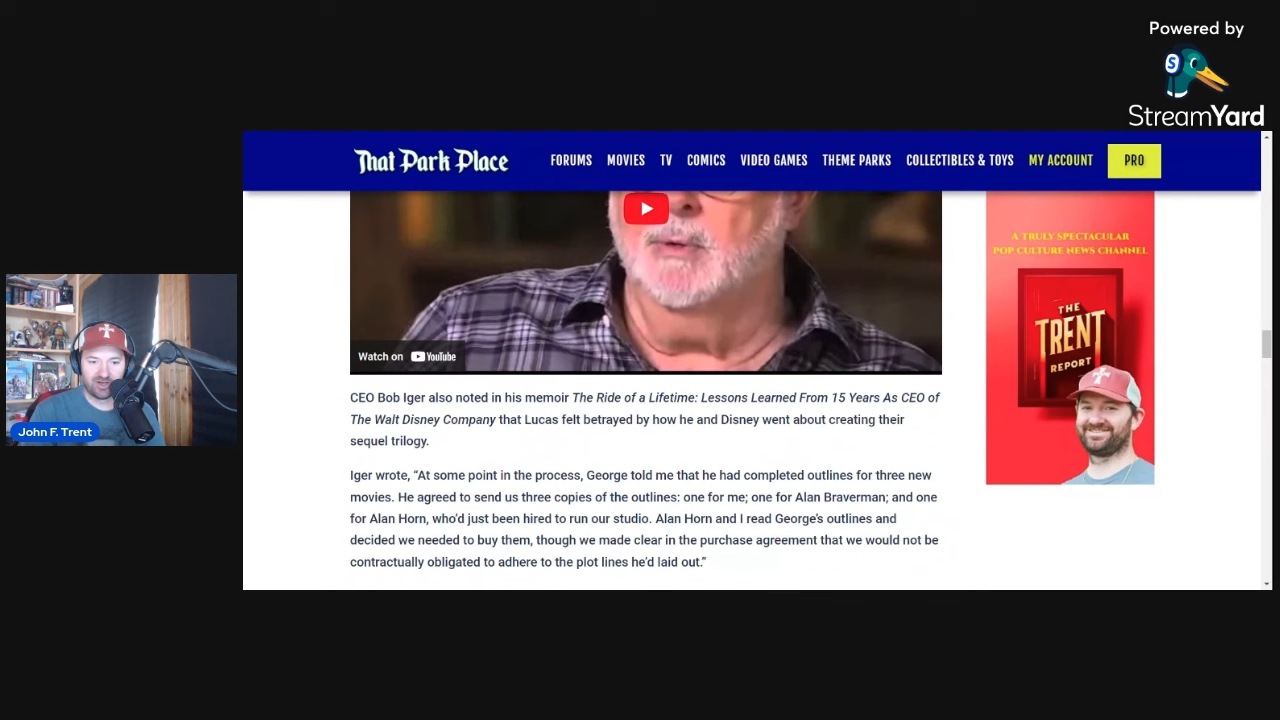 Powered by
S
StreamYard
That Park Place
FORUMS MOVIES TV COMICS VIDEO GAMES THEME PARKS COLLECTIBLES & TOYS MY ACCOUNT PRO
Watch on YouTube
A TRULY SPECTACULAR
POP CULTURE NEWS CHANNEL
THE
TRENT
REPORT
John F. Trent
CEO Bob Iger also noted in his memoir The Ride of a Lifetime: Lessons Learned From 15 Years As CEO of
The Walt Disney Company that Lucas felt betrayed by how he and Disney went about creating their
sequel trilogy.
Iger wrote, “At some point in the process, George told me that he had completed outlines for three new
movies. He agreed to send us three copies of the outlines: one for me; one for Alan Braverman; and one
for Alan Horn, who’d just been hired to run our studio. Alan Horn and I read George’s outlines and
decided we needed to buy them, though we made clear in the purchase agreement that we would not be
contractually obligated to adhere to the plot lines he’d laid out.”